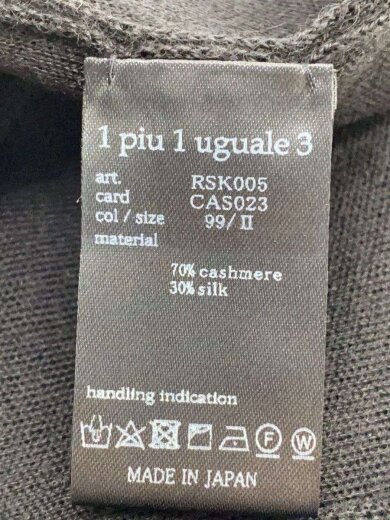 1 piu 1 uguale 3
art. RSK005
card CAS023
col / size 99/II
material
70% cashmere
30% silk
handling indication
F W
MADE IN JAPAN